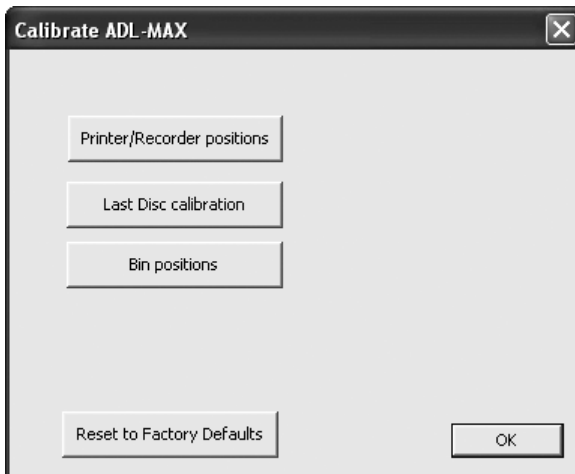 Calibrate ADL-MAX
Printer/Recorder positions
Last Disc calibration
Bin positions
Reset to Factory Defaults
OK